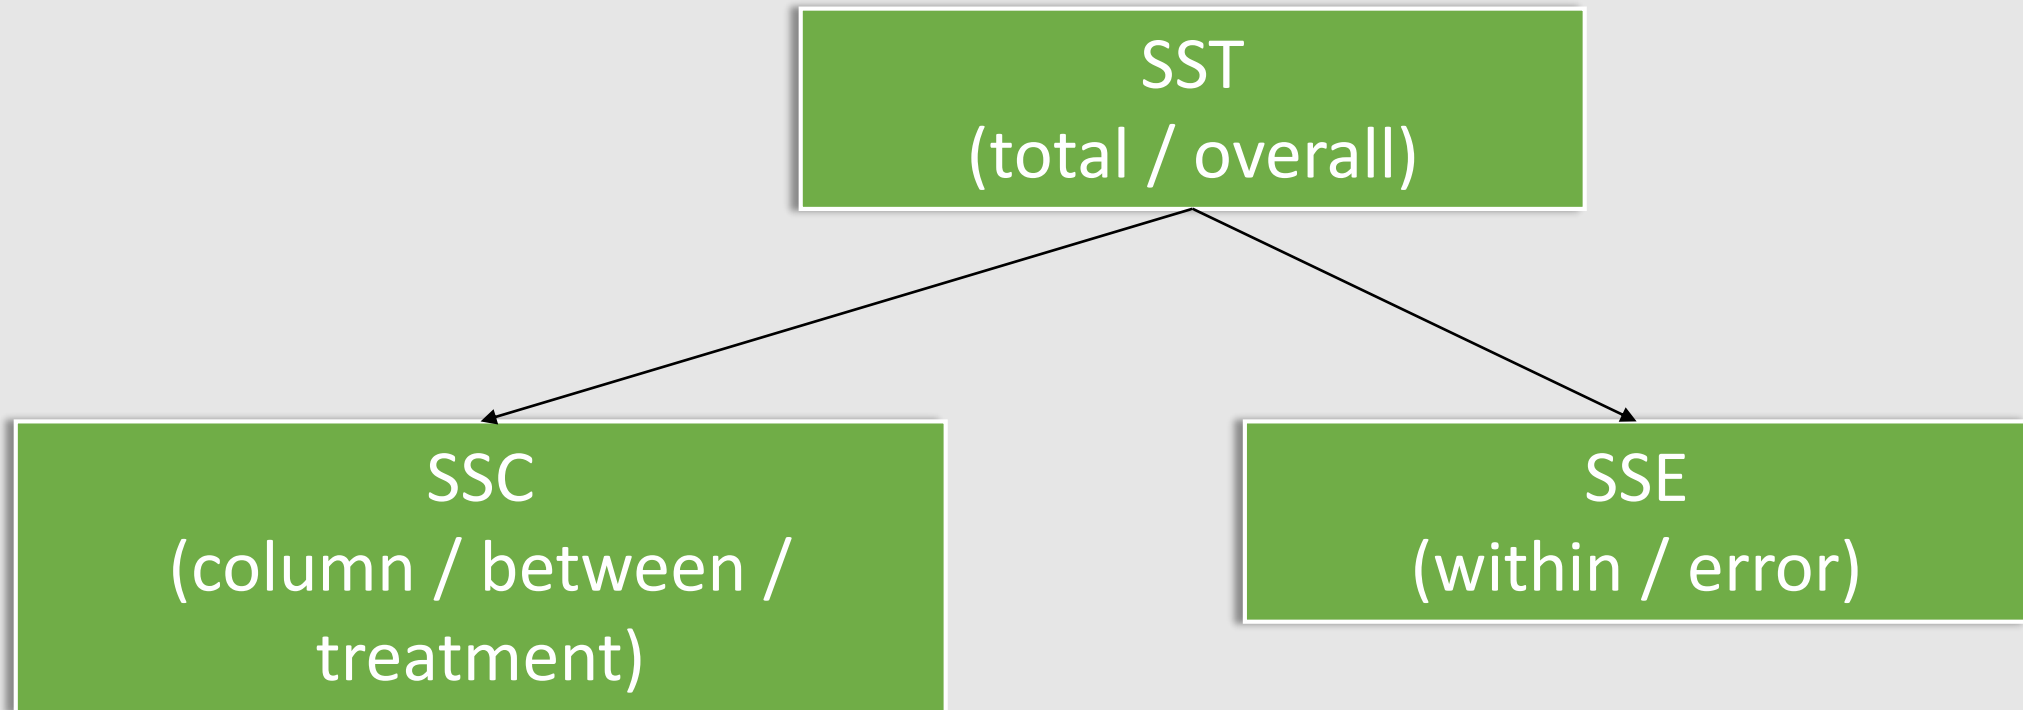 SST
(total / overall)
SSC
(column / between /
treatment)
SSE
(within / error)